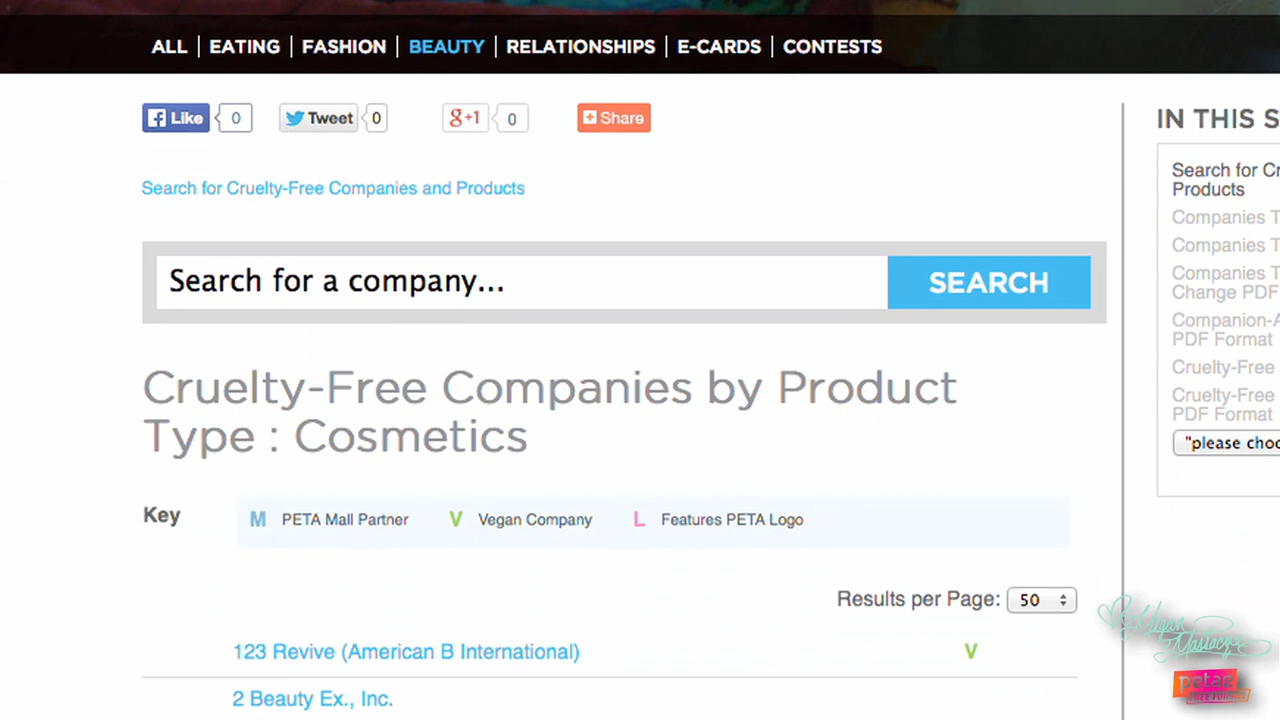 ALL | EATING | FASHION | BEAUTY | RELATIONSHIPS | E-CARDS | CONTESTS
Like 0 Tweet 0 g+1 0 Share
Search for Cruelty-Free Companies and Products
Search for a company... SEARCH
Cruelty-Free Companies by Product
Type : Cosmetics
Key M PETA Mall Partner V Vegan Company L Features PETA Logo
Results per Page: 50
123 Revive (American B International) V
2 Beauty Ex., Inc.
IN THIS S
Search for Cr
Products
Companies T
Companies T
Companies T
Change PDF
Companion-A
PDF Format
Cruelty-Free
Cruelty-Free
PDF Format
"please choo
Megan
Massacre
peta2